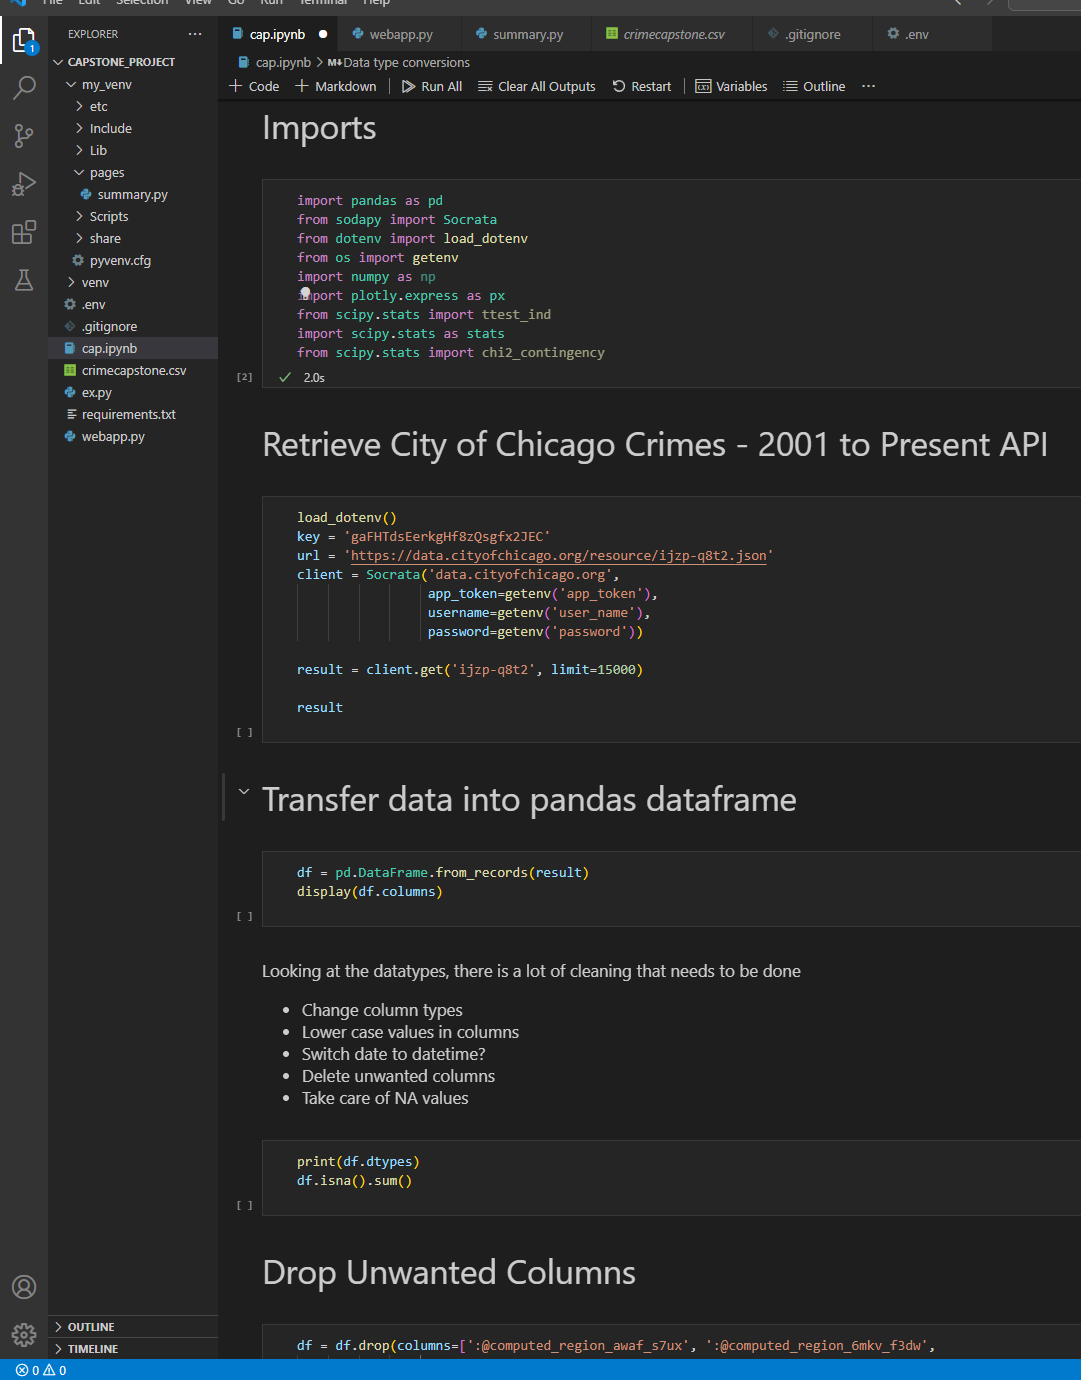 File Edit Selection View Go Run Terminal Help
EXPLORER
CAPSTONE_PROJECT
my_venv
etc
Include
Lib
pages
summary.py
Scripts
share
pyvenv.cfg
venv
.env
.gitignore
cap.ipynb
crimecapstone.csv
ex.py
requirements.txt
webapp.py
OUTLINE
TIMELINE
1
cap.ipynb webapp.py summary.py crimecapstone.csv .gitignore .env
cap.ipynb > M↓Data type conversions
Code Markdown Run All Clear All Outputs Restart Variables Outline ...
Imports
import pandas as pd
from sodapy import Socrata
from dotenv import load_dotenv
from os import getenv
import numpy as np
import plotly.express as px
from scipy.stats import ttest_ind
import scipy.stats as stats
from scipy.stats import chi2_contingency
[2] 2.0s
Retrieve City of Chicago Crimes - 2001 to Present API
load_dotenv()
key = 'gaFHTdsEerkgHf8zQsgfx2JEC'
url = 'https://data.cityofchicago.org/resource/ijzp-q8t2.json'
client = Socrata('data.cityofchicago.org',
app_token=getenv('app_token'),
username=getenv('user_name'),
password=getenv('password'))
result = client.get('ijzp-q8t2', limit=15000)
result
[ ]
Transfer data into pandas dataframe
df = pd.DataFrame.from_records(result)
display(df.columns)
[ ]
Looking at the datatypes, there is a lot of cleaning that needs to be done
• Change column types
• Lower case values in columns
• Switch date to datetime?
• Delete unwanted columns
• Take care of NA values
print(df.dtypes)
df.isna().sum()
[ ]
Drop Unwanted Columns
df = df.drop(columns=[':@computed_region_awaf_s7ux', ':@computed_region_6mkv_f3dw',
0 0